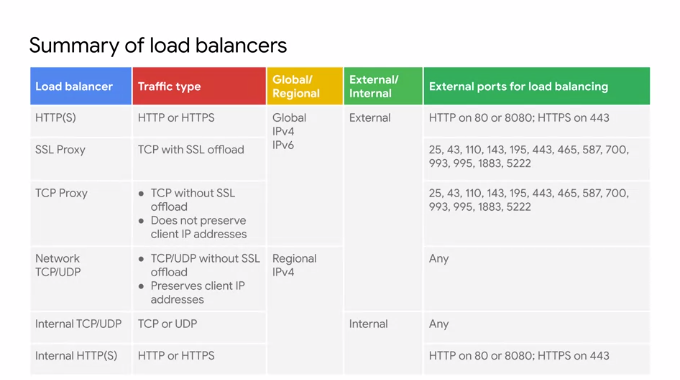 Summary of load balancers
Load balancer
Traffic type
Global/
Regional
External/
Internal
External ports for load balancing
HTTP(S)
HTTP or HTTPS
Global
IPv4
IPv6
External
HTTP on 80 or 8080; HTTPS on 443
SSL Proxy
TCP with SSL offload
25, 43, 110, 143, 195, 443, 465, 587, 700,
993, 995, 1883, 5222
TCP Proxy
● TCP without SSL
offload
● Does not preserve
client IP addresses
25, 43, 110, 143, 195, 443, 465, 587, 700,
993, 995, 1883, 5222
Network
TCP/UDP
● TCP/UDP without SSL
offload
● Preserves client IP
addresses
Regional
IPv4
Any
Internal TCP/UDP
TCP or UDP
Internal
Any
Internal HTTP(S)
HTTP or HTTPS
HTTP on 80 or 8080; HTTPS on 443